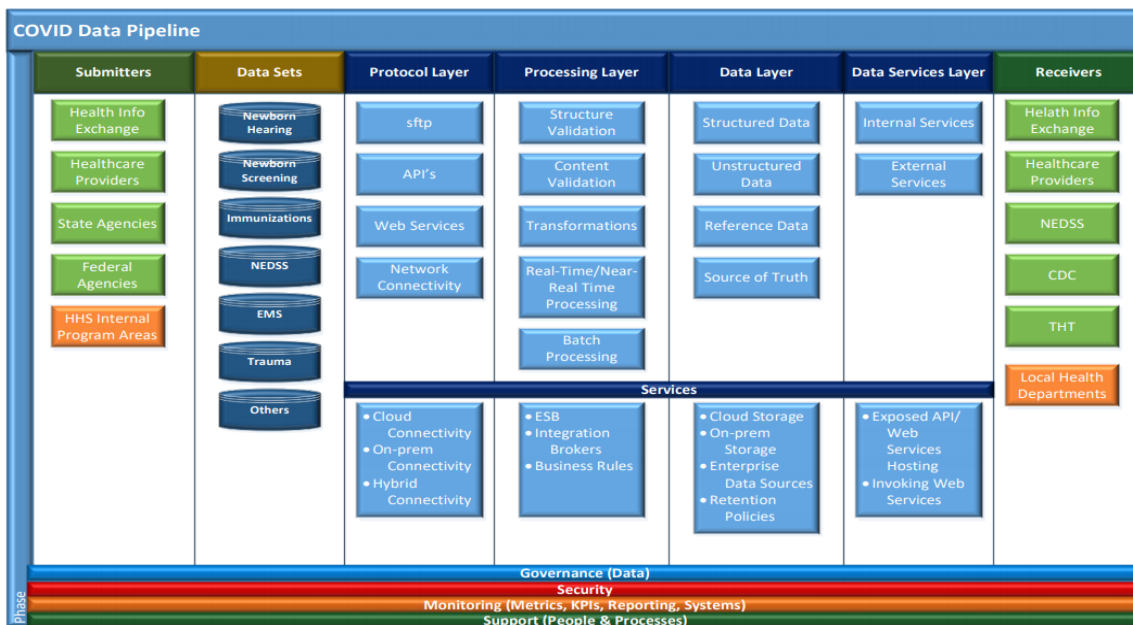 COVID Data Pipeline
Submitters
Data Sets
Protocol Layer
Processing Layer
Data Layer
Data Services Layer
Receivers
Health Info
Exchange
Healthcare
Providers
State Agencies
Federal
Agencies
HHS Internal
Program Areas
Newborn
Hearing
Newborn
Screening
Immunizations
NEDSS
EMS
Trauma
Others
sftp
API's
Web Services
Network
Connectivity
Structure
Validation
Content
Validation
Transformations
Real-Time/Near-
Real Time
Processing
Batch
Processing
Structured Data
Unstructured
Data
Reference Data
Source of Truth
Internal Services
External
Services
Helath Info
Exchange
Healthcare
Providers
NEDSS
CDC
THT
Local Health
Departments
Services
• Cloud
Connectivity
• On-prem
Connectivity
• Hybrid
Connectivity
• ESB
• Integration
Brokers
• Business Rules
• Cloud Storage
• On-prem
Storage
• Enterprise
Data Sources
• Retention
Policies
• Exposed API/
Web
Services
Hosting
• Invoking Web
Services
Phase
Governance (Data)
Security
Monitoring (Metrics, KPIs, Reporting, Systems)
Support (People & Processes)